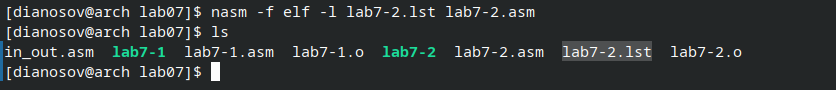 [dianosov@arch lab07]$ nasm -f elf -l lab7-2.lst lab7-2.asm
[dianosov@arch lab07]$ ls
in_out.asm  lab7-1  lab7-1.asm  lab7-1.o  lab7-2  lab7-2.asm  lab7-2.lst  lab7-2.o
[dianosov@arch lab07]$